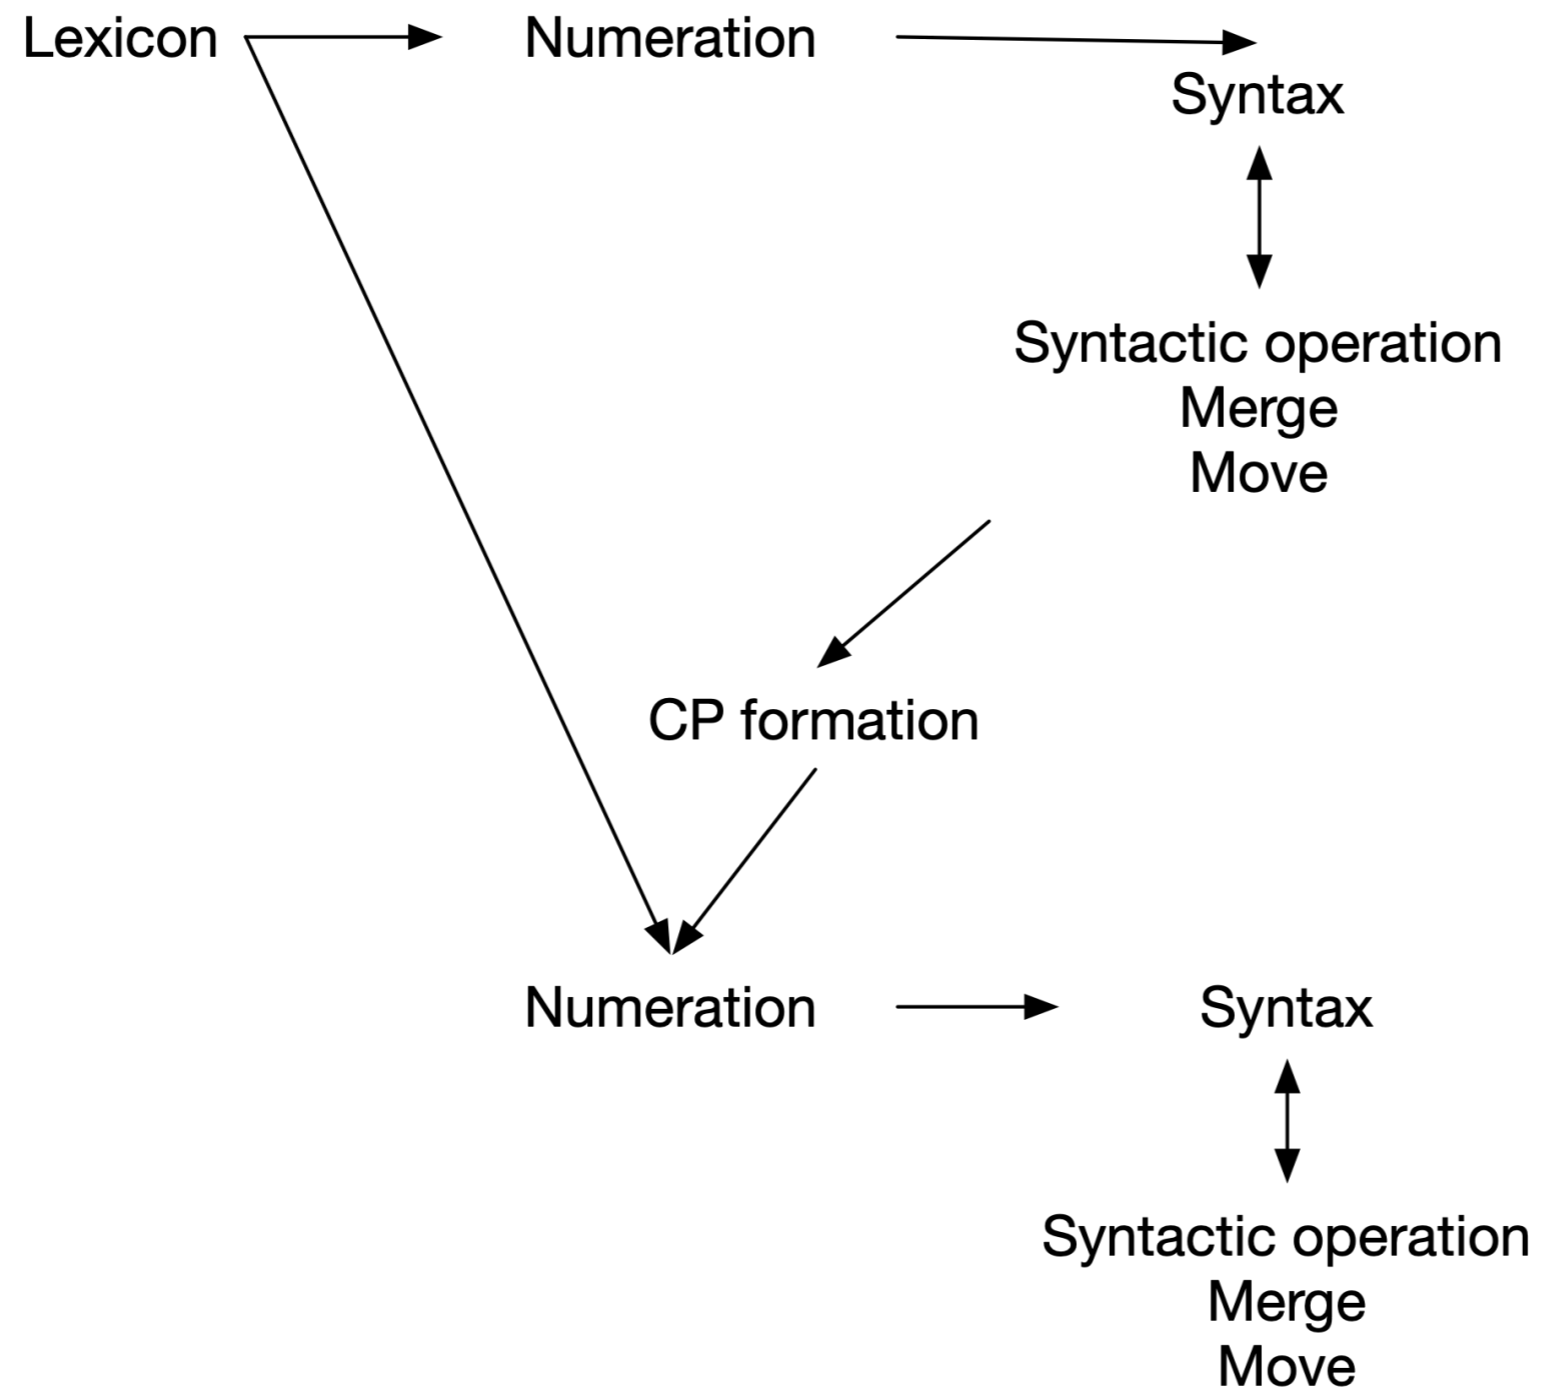 Lexicon
Numeration
Syntax
Syntactic operation
Merge
Move
CP formation
Numeration
Syntax
Syntactic operation
Merge
Move